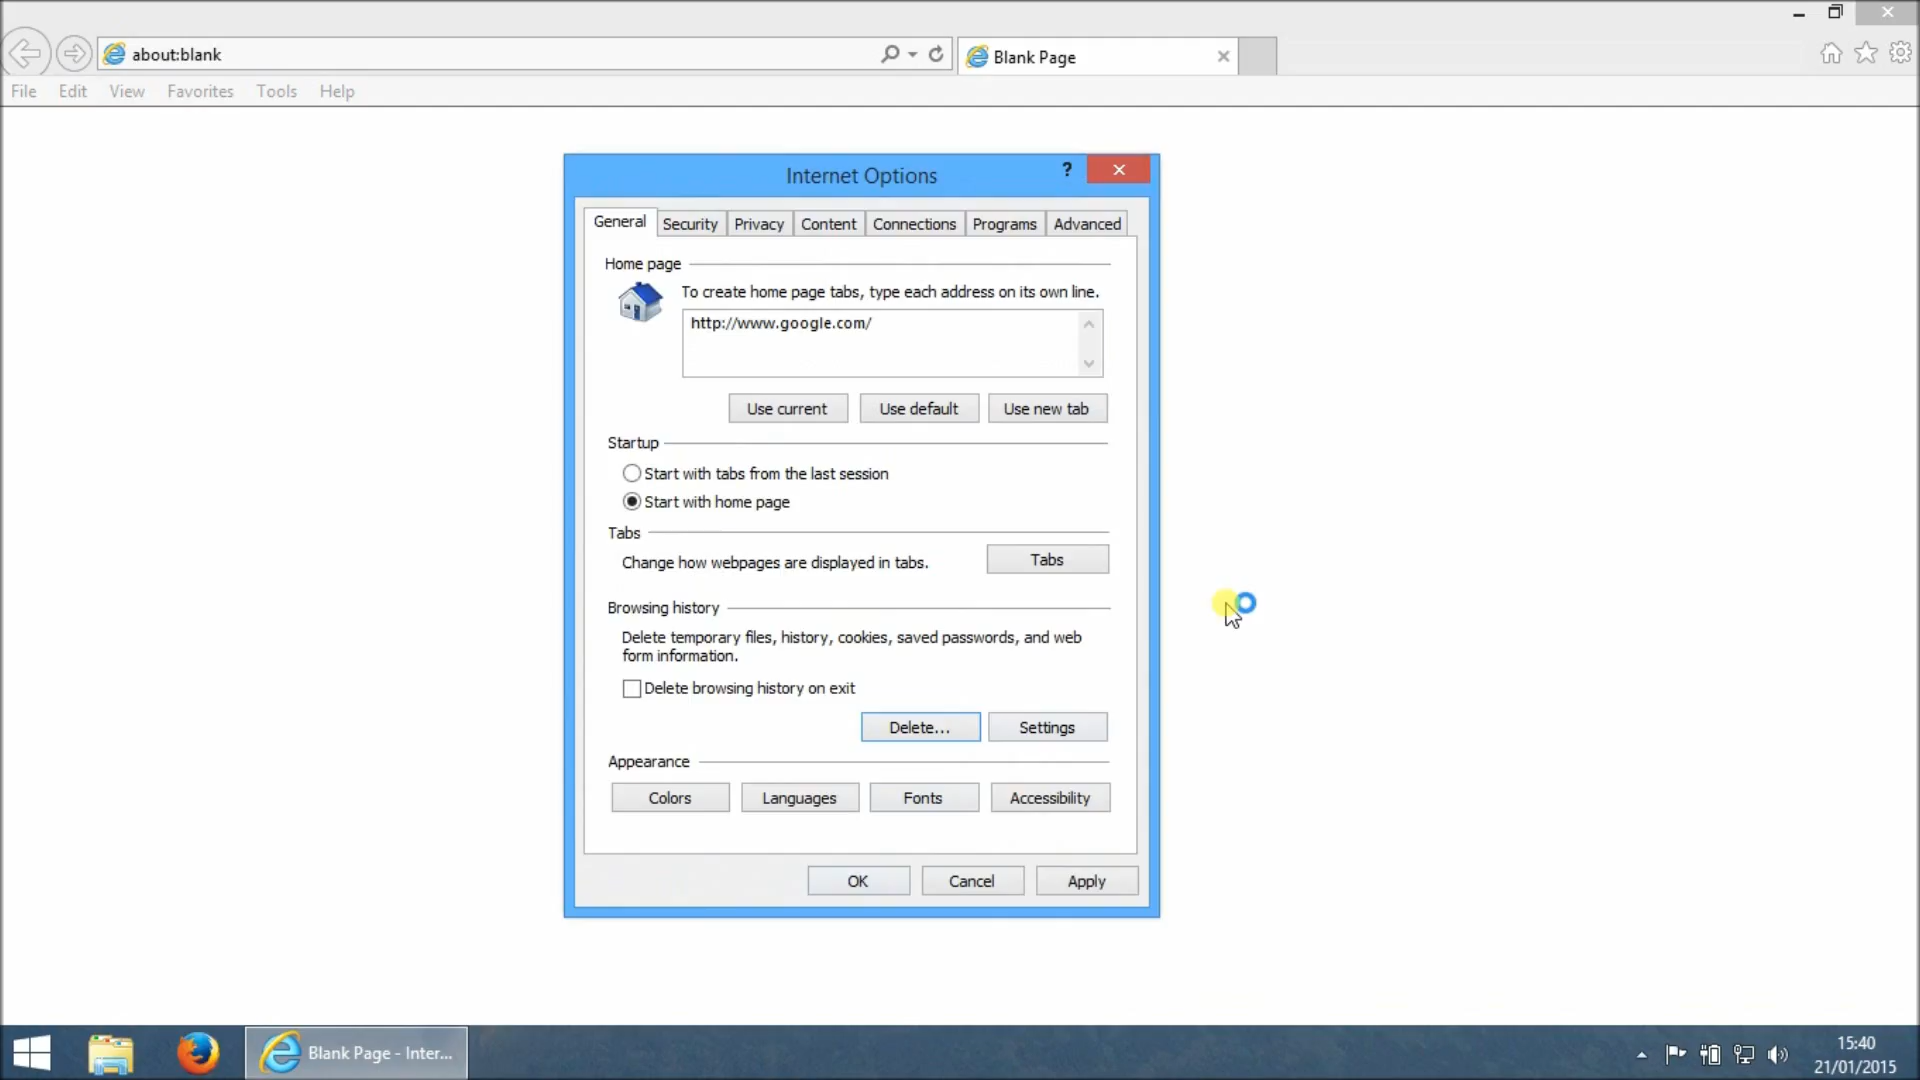 about:blank
Blank Page
File Edit View Favorites Tools Help
Internet Options
?
General Security Privacy Content Connections Programs Advanced
Home page
To create home page tabs, type each address on its own line.
http://www.google.com/
Use current Use default Use new tab
Startup
Start with tabs from the last session
Start with home page
Tabs
Change how webpages are displayed in tabs.
Tabs
Browsing history
Delete temporary files, history, cookies, saved passwords, and web
form information.
Delete browsing history on exit
Delete... Settings
Appearance
Colors Languages Fonts Accessibility
OK Cancel Apply
Blank Page - Inter...
15:40
21/01/2015